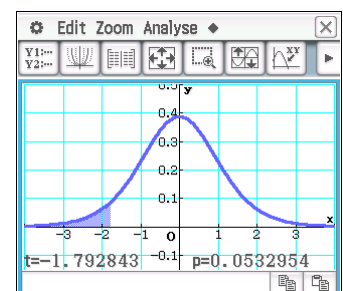 Edit Zoom Analyse ◆
Y1:···
Y2:···
XY
y
0.4
0.3
0.2
0.1
x
-3 -2 -1 0 1 2 3
-0.1
t=-1.792843 p=0.0532954